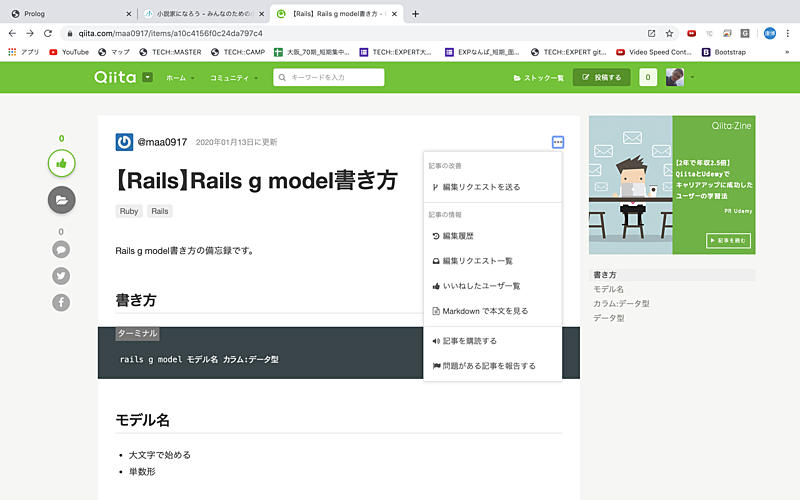 Prolog
小説家になろう - みんなのための小
【Rails】Rails g model書き方 -
qiita.com/maa0917/items/a10c4156f0c24da797c4
アプリ
YouTube
マップ
TECH::MASTER
TECH::CAMP
大阪_70期_短期集中...
TECH::EXPERT大...
EXPなんば_短期_面...
TECH::EXPERT git...
Video Speed Cont...
Bootstrap
»
Qiita
ホーム
コミュニティ
キーワードを入力
ストック一覧
投稿する
0
0
@maa0917
2020年01月13日に更新
【Rails】Rails g model書き方
Ruby
Rails
0
Rails g model書き方の備忘録です。
書き方
ターミナル
rails g model モデル名 カラム:データ型
モデル名
大文字で始める
単数形
記事の改善
編集リクエストを送る
記事の情報
編集履歴
編集リクエスト一覧
いいねしたユーザー一覧
Markdown で本文を見る
記事を購読する
問題がある記事を報告する
Qiita:Zine
【2年で年収2.5倍】
QiitaとUdemyで
キャリアアップに成功した
ユーザーの学習法
PR Udemy
記事を読む
書き方
モデル名
カラム:データ型
データ型